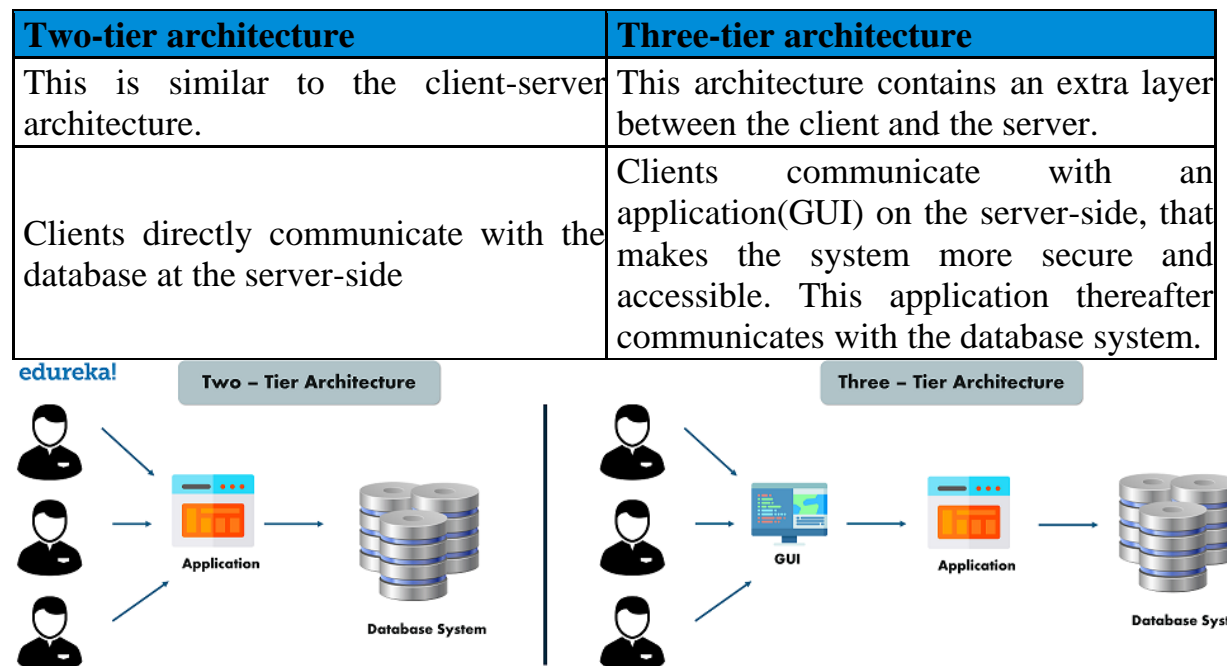 Two-tier architecture
Three-tier architecture
This is similar to the client-server
architecture.
This architecture contains an extra layer
between the client and the server.
Clients directly communicate with the
database at the server-side
Clients communicate with an
application(GUI) on the server-side, that
makes the system more secure and
accessible. This application thereafter
communicates with the database system.
edureka!
Two – Tier Architecture
Three – Tier Architecture
Application
Database System
GUI
Application
Database Syst